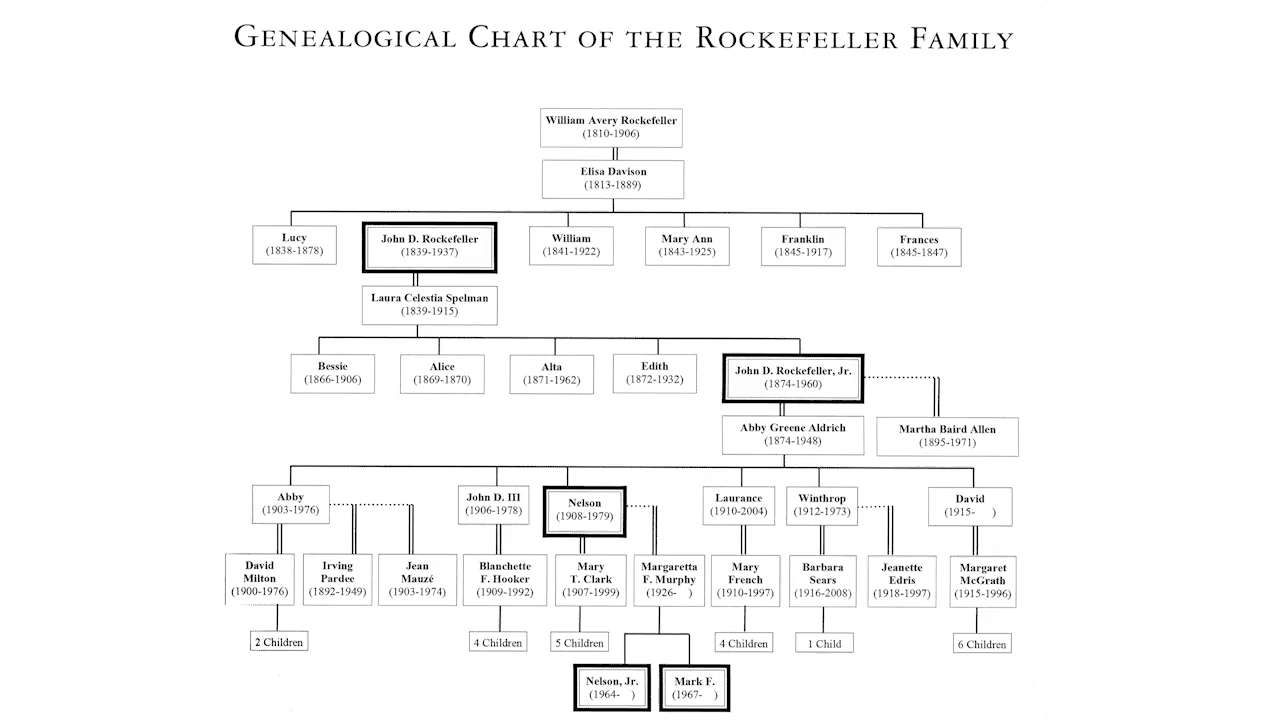 GENEALOGICAL CHART OF THE ROCKEFELLER FAMILY
William Avery Rockefeller
(1810-1906)
Elisa Davison
(1813-1889)
Lucy
(1838-1878)
John D. Rockefeller
(1839-1937)
William
(1841-1922)
Mary Ann
(1843-1925)
Franklin
(1845-1917)
Frances
(1845-1847)
Laura Celestia Spelman
(1839-1915)
Bessie
(1866-1906)
Alice
(1869-1870)
Alta
(1871-1962)
Edith
(1872-1932)
John D. Rockefeller, Jr.
(1874-1960)
Abby Greene Aldrich
(1874-1948)
Martha Baird Allen
(1895-1971)
Abby
(1903-1976)
John D. III
(1906-1978)
Nelson
(1908-1979)
Laurance
(1910-2004)
Winthrop
(1912-1973)
David
(1915- )
David
Milton
(1900-1976)
Irving
Pardee
(1892-1949)
Jean
Mauzé
(1903-1974)
Blanchette
F. Hooker
(1909-1992)
Mary
T. Clark
(1907-1999)
Margaretta
F. Murphy
(1926- )
Mary
French
(1910-1997)
Barbara
Sears
(1916-2008)
Jeanette
Edris
(1918-1997)
Margaret
McGrath
(1915-1996)
2 Children
4 Children
5 Children
4 Children
1 Child
6 Children
Nelson, Jr.
(1964- )
Mark F.
(1967- )